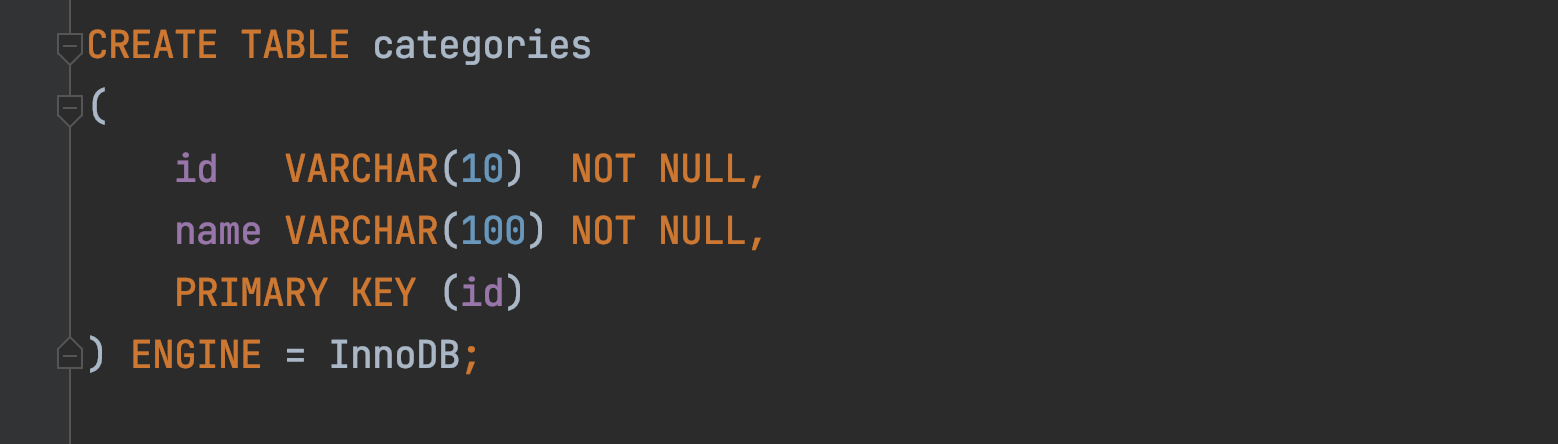 CREATE TABLE categories
(
    id   VARCHAR(10)  NOT NULL,
    name VARCHAR(100) NOT NULL,
    PRIMARY KEY (id)
) ENGINE = InnoDB;